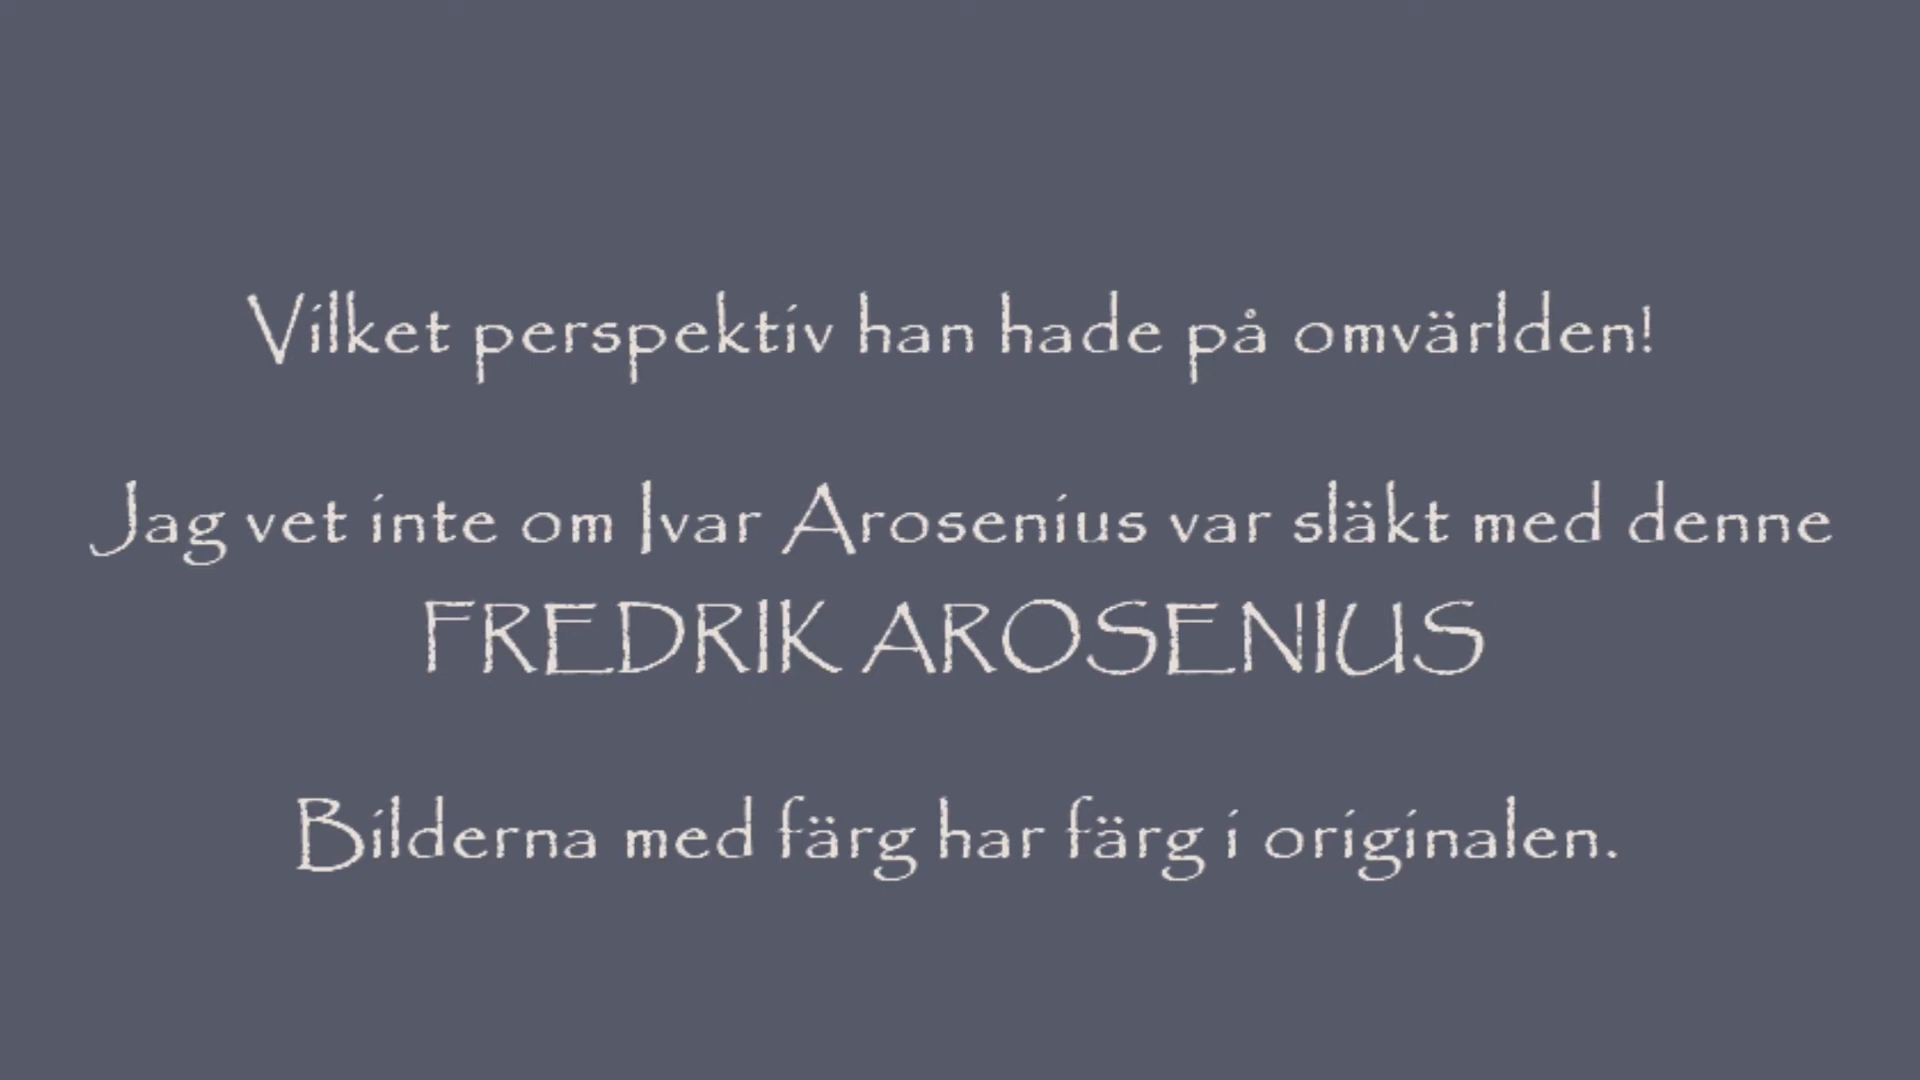 Vilket perspektiv han hade på omvärlden!
Jag vet inte om Ivar Arosenius var släkt med denne
FREDRIK AROSENIUS
Bilderna med färg har färg i originalen.